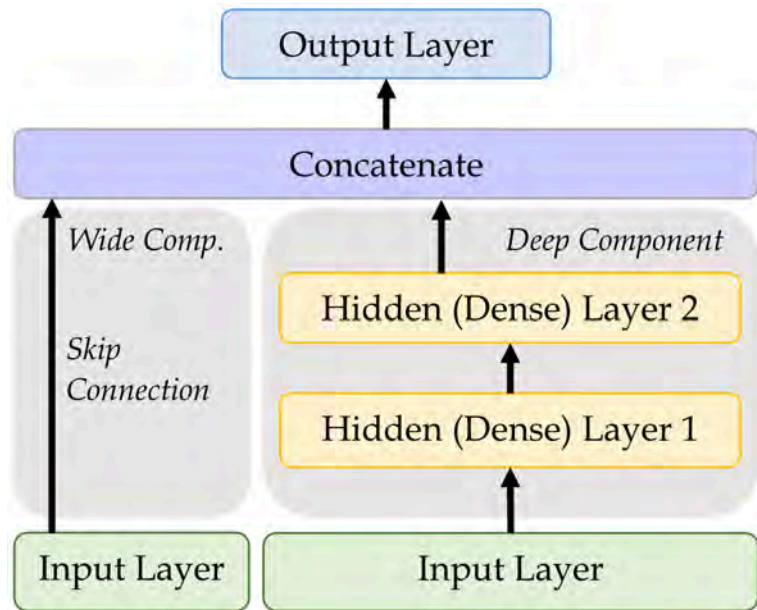 Output Layer
Concatenate
Wide Comp.
Deep Component
Hidden (Dense) Layer 2
Skip
Connection
Hidden (Dense) Layer 1
Input Layer
Input Layer